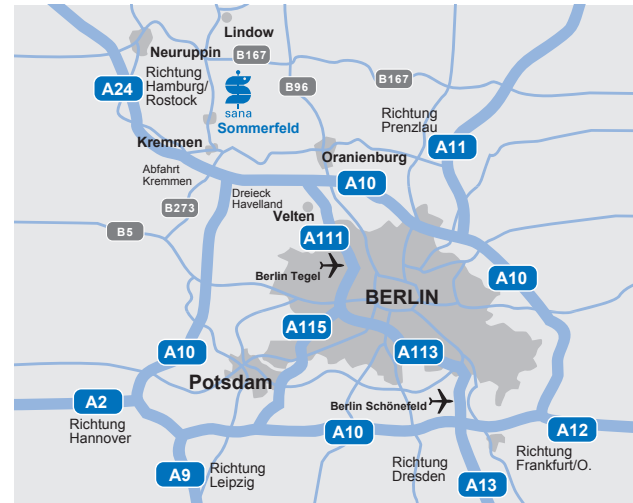 Lindow
Neuruppin
B167
A24
Richtung
Hamburg/
Rostock
sana
Sommerfeld
B96
B167
Richtung
Prenzlau
A11
Kremmen
Abfahrt
Kremmen
Oranienburg
A10
Dreieck
Havelland
B273
Velten
B5
A111
Berlin Tegel
BERLIN
A10
A115
A113
A10
Potsdam
A2
Richtung
Hannover
Berlin Schönefeld
A10
A12
Richtung
Frankfurt/O.
A9
Richtung
Leipzig
Richtung
Dresden
A13